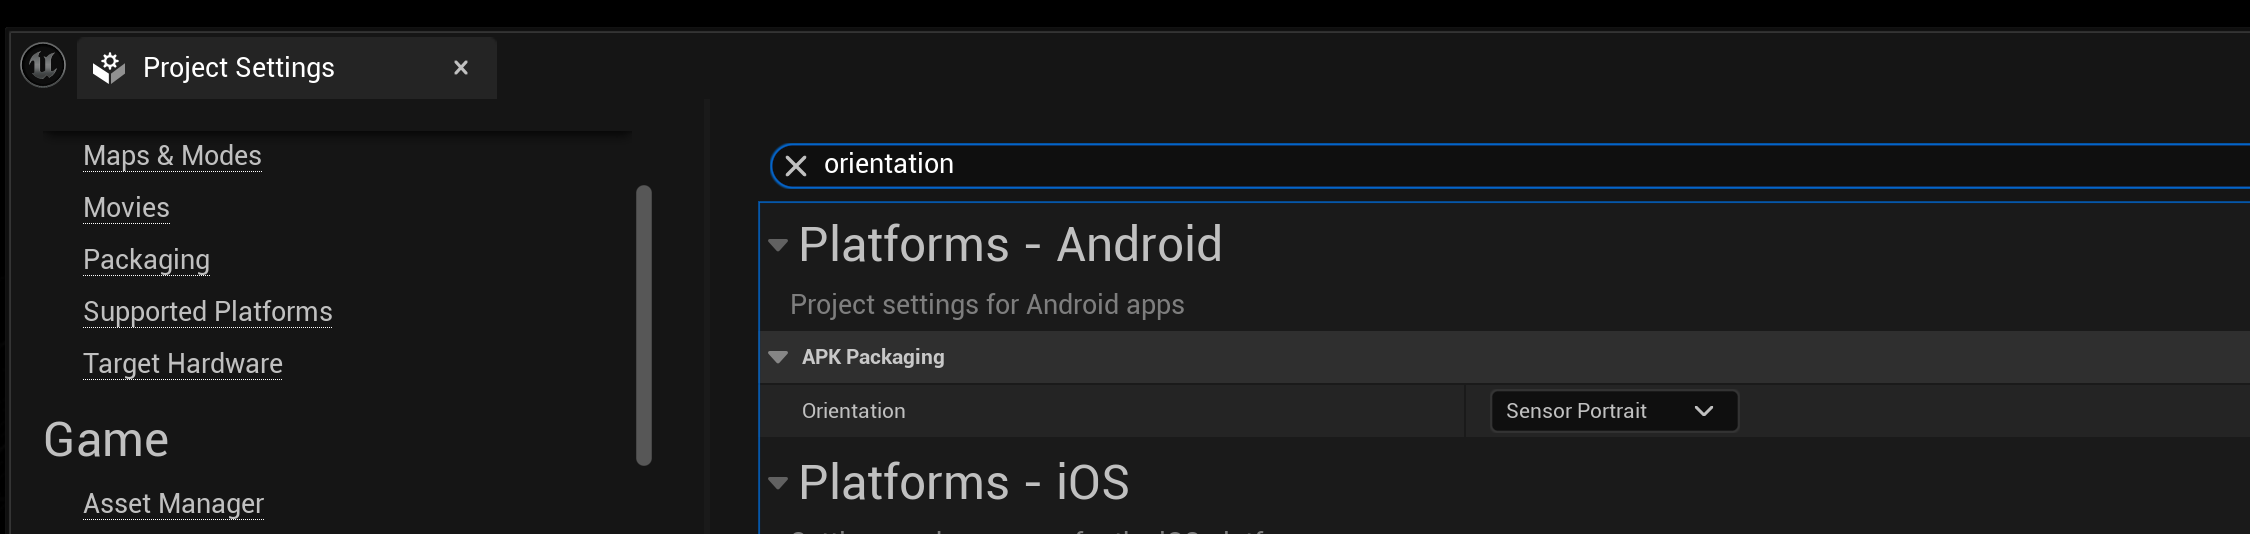 Project Settings
Maps & Modes
Movies
Packaging
Supported Platforms
Target Hardware
Game
Asset Manager
orientation
Platforms - Android
Project settings for Android apps
APK Packaging
Orientation
Sensor Portrait
Platforms - iOS